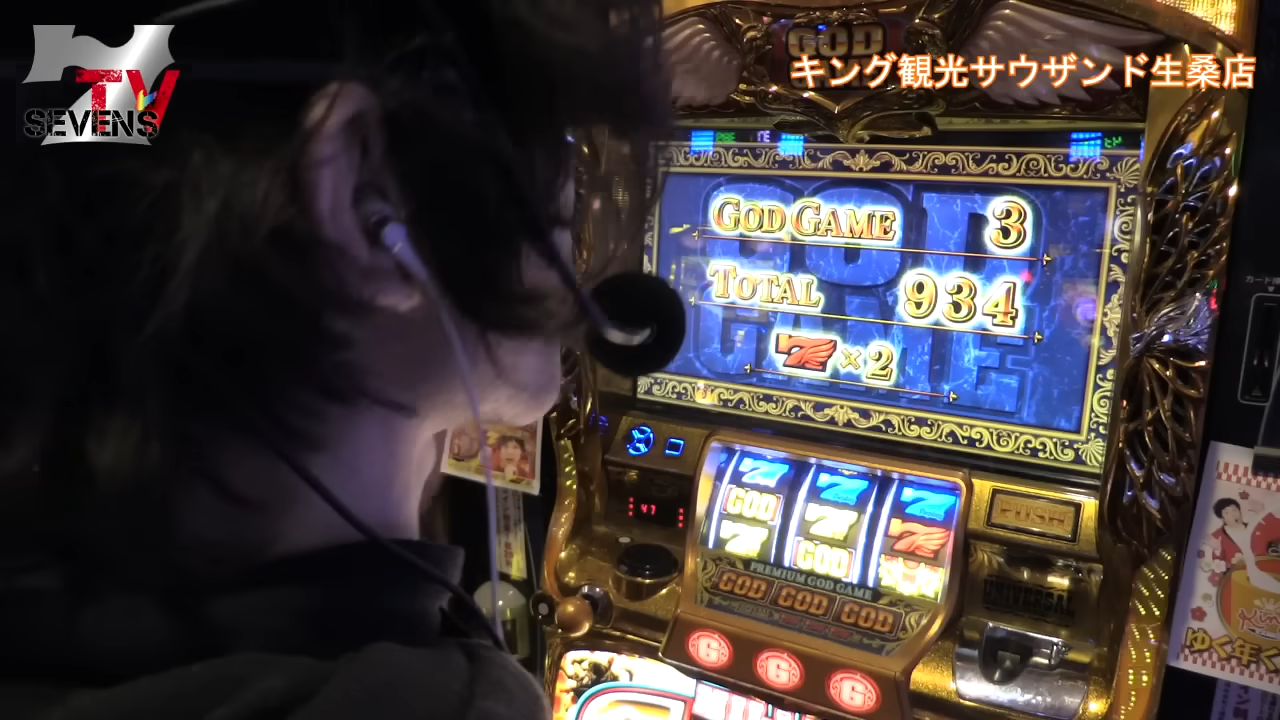 TV
SEVENS
キング観光サウザンド生桑店
GOD
GOD GAME 3
TOTAL 934
7×2
47
GOD
GOD
PUSH
PREMIUM GOD GAME
GOD GOD GOD
UNIVERSAL
G G G
ゆく年く